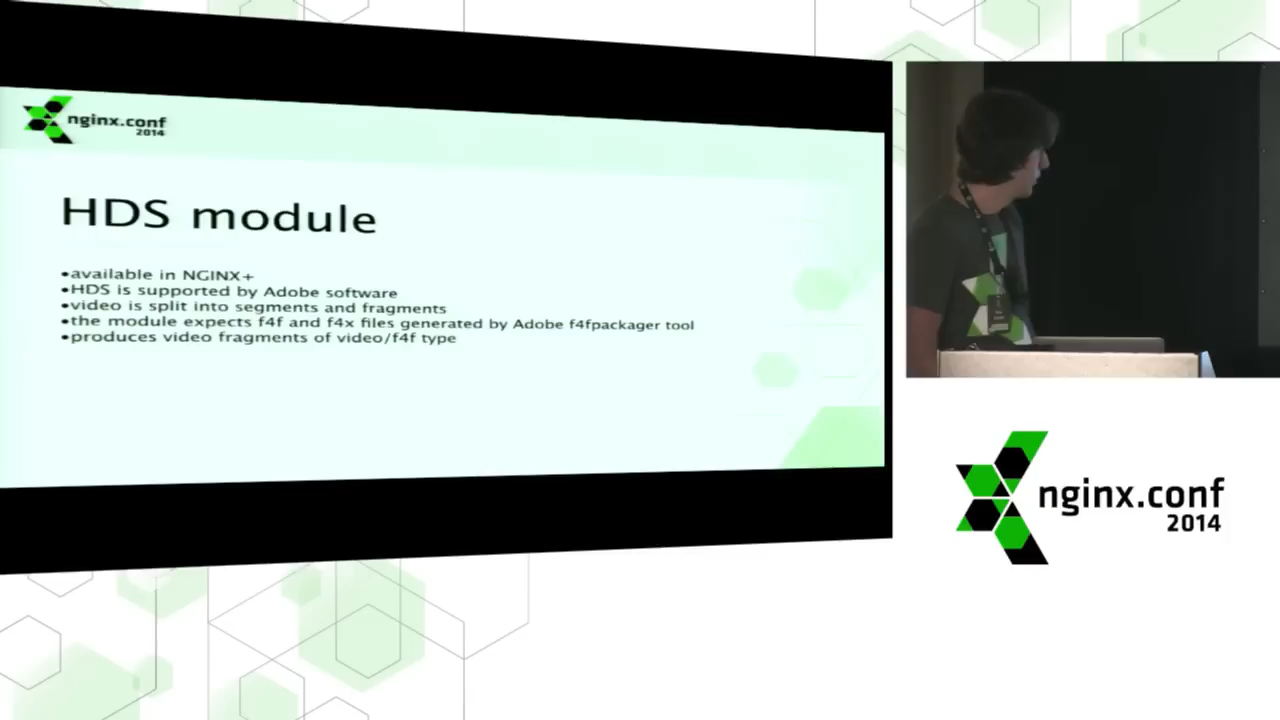 nginx.conf
2014
HDS module
•available in NGINX+
•HDS is supported by Adobe software
•video is split into segments and fragments
•the module expects f4f and f4x files generated by Adobe f4fpackager tool
•produces video fragments of video/f4f type
nginx.conf
2014